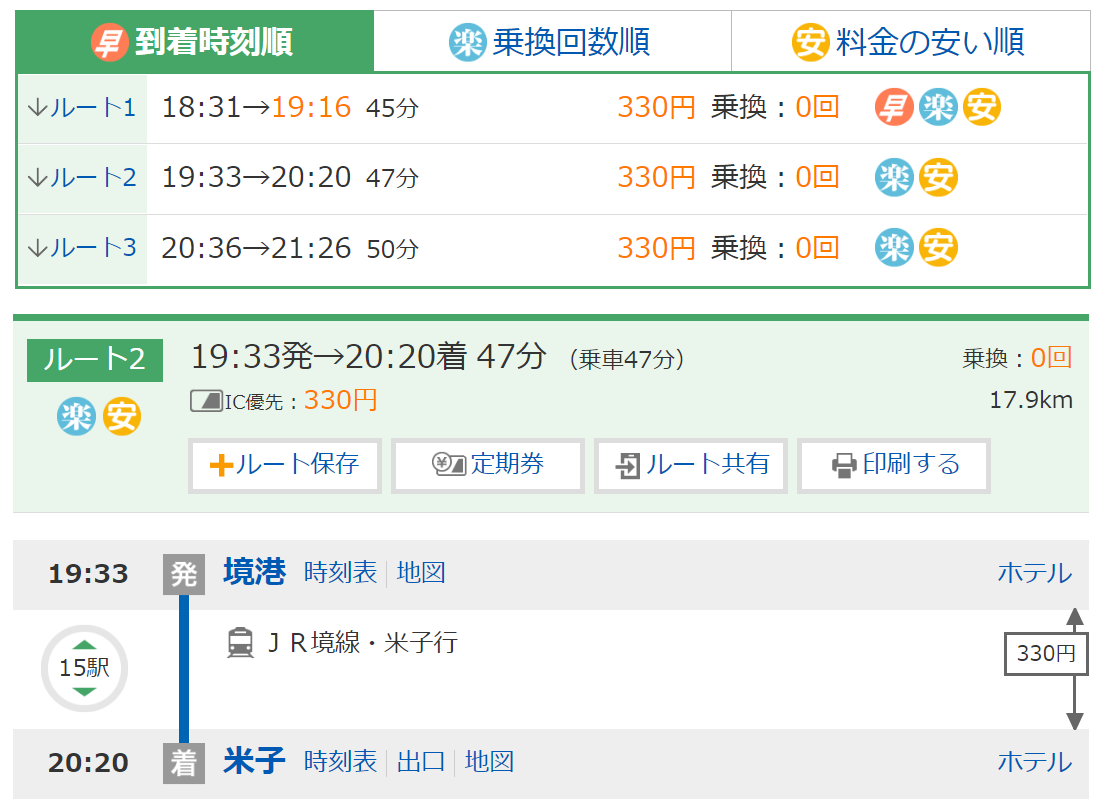 早 到着時刻順 楽 乗換回数順 安 料金の安い順
↓ルート1 18:31→19:16 45分 330円 乗換：0回 早 楽 安
↓ルート2 19:33→20:20 47分 330円 乗換：0回 楽 安
↓ルート3 20:36→21:26 50分 330円 乗換：0回 楽 安
ルート2 19:33発→20:20着 47分 （乗車47分） 乗換：0回
楽 安 IC優先：330円 17.9km
ルート保存 定期券 ルート共有 印刷する
19:33 発 境港 時刻表 地図 ホテル
ＪＲ境線・米子行
15駅 330円
20:20 着 米子 時刻表 出口 地図 ホテル